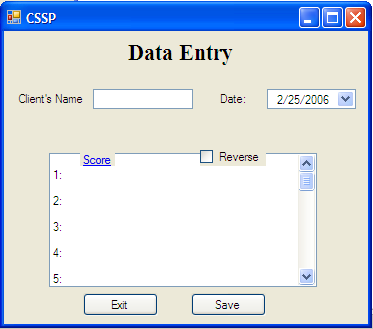 CSSP
Data Entry
Client's Name Date: 2/25/2006
Score Reverse
1:
2:
3:
4:
5:
Exit Save